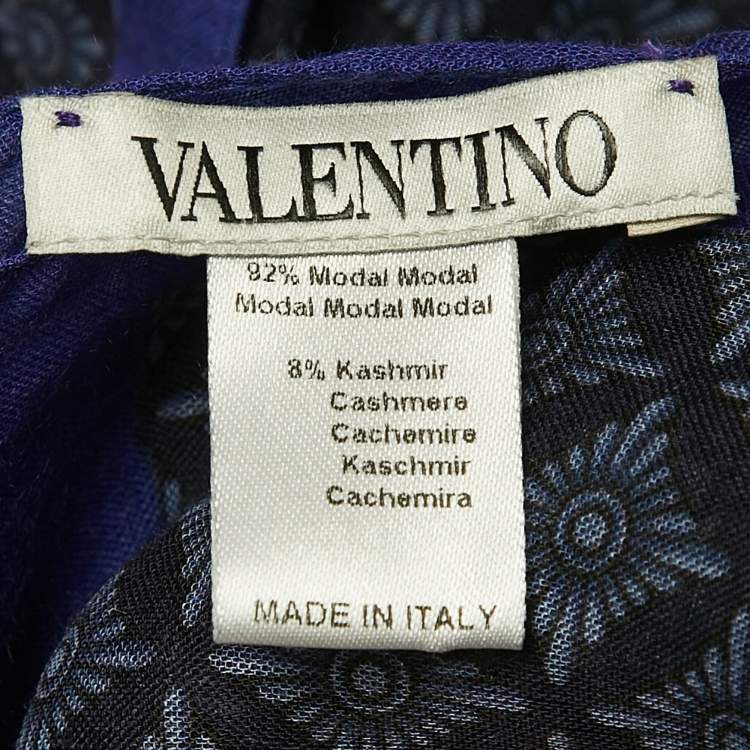 VALENTINO
92% Modal Modal
Modal Modal Modal
8% Kashmir
Cashmere
Cachemire
Kaschmir
Cachemira
MADE IN ITALY